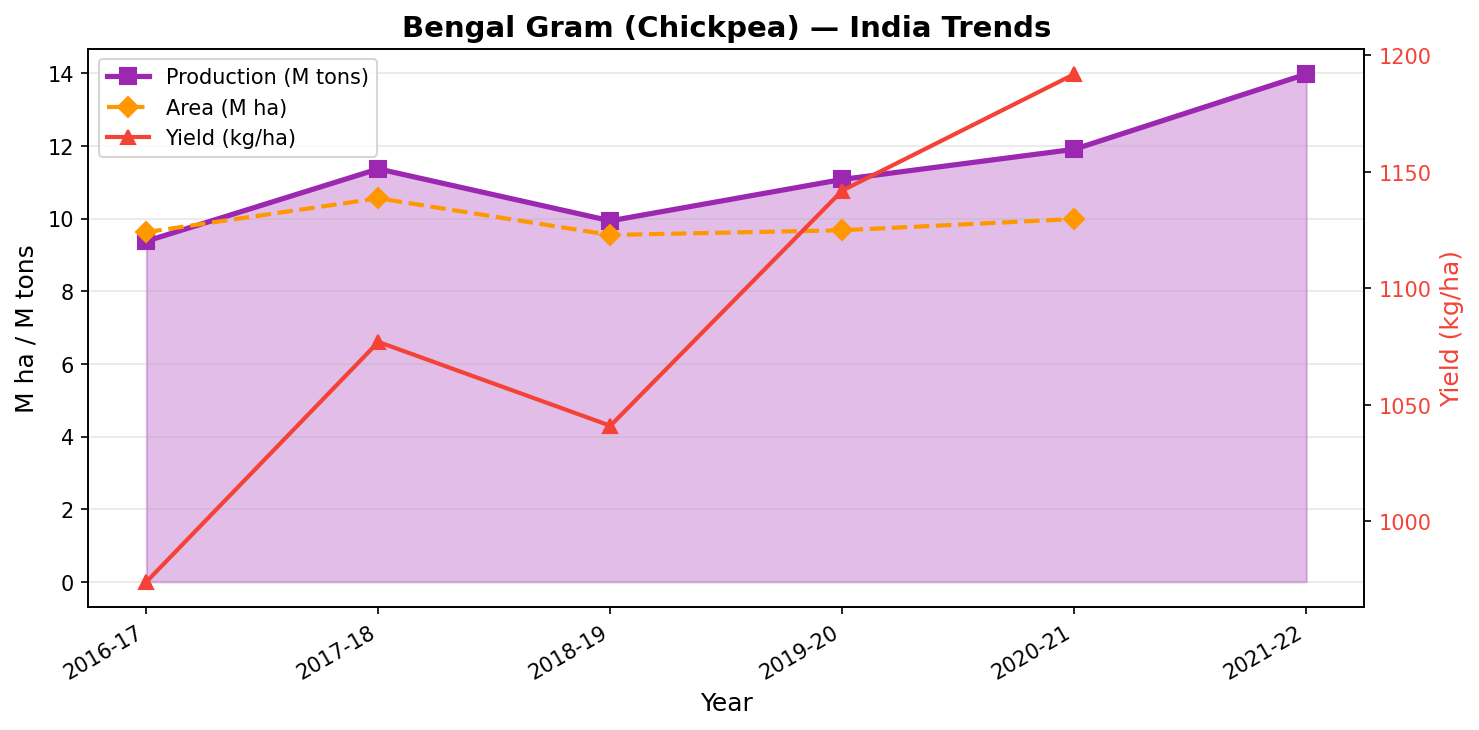 Bengal Gram (Chickpea) — India Trends
Production (M tons)
Area (M ha)
Yield (kg/ha)
M ha / M tons
14
12
10
8
6
4
2
0
Yield (kg/ha)
1200
1150
1100
1050
1000
2016-17
2017-18
2018-19
2019-20
2020-21
2021-22
Year